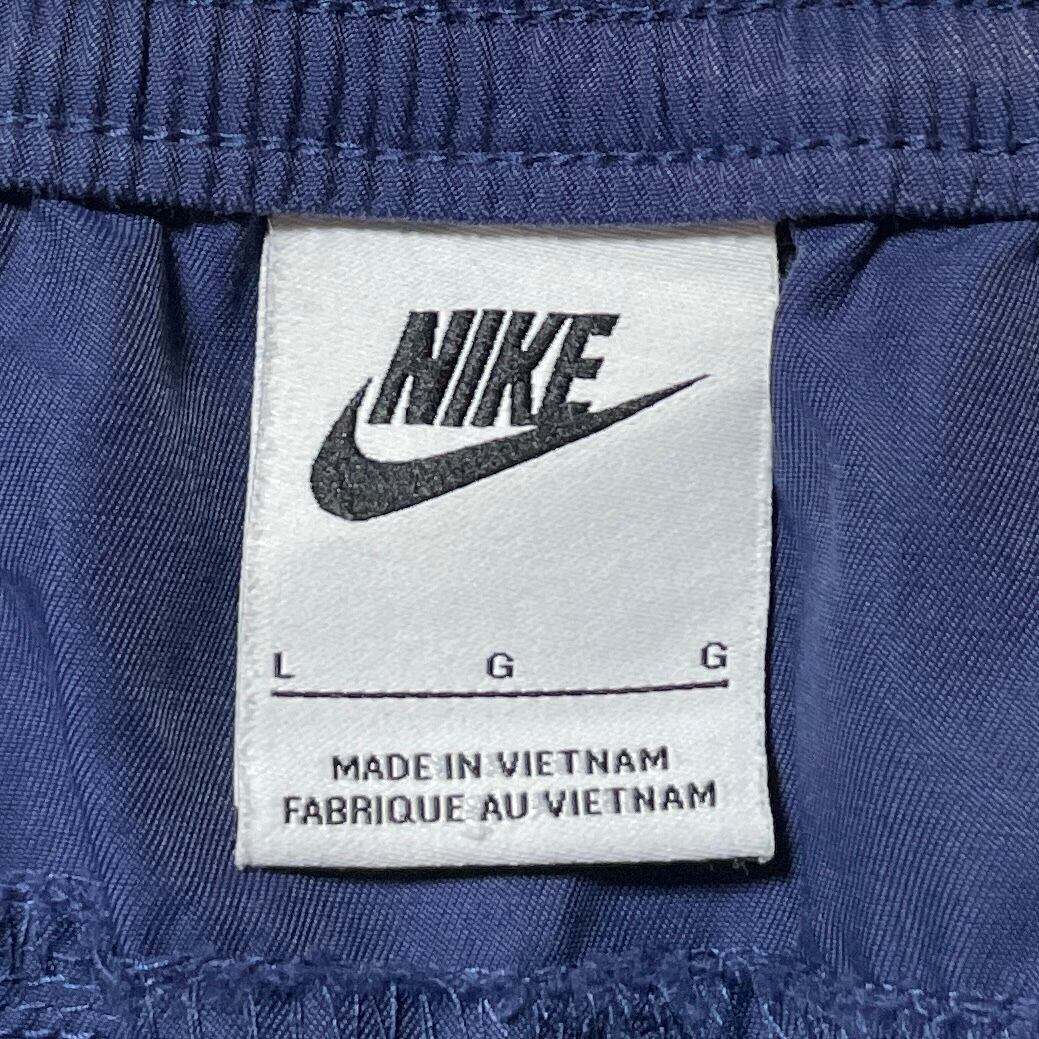 NIKE
L G G
MADE IN VIETNAM
FABRIQUE AU VIETNAM